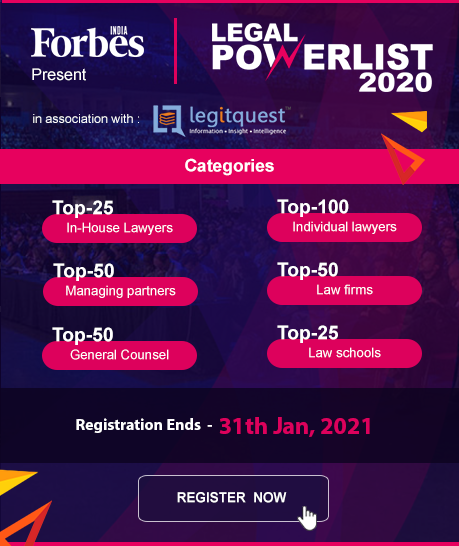 Forbes
INDIA
Present
LEGAL
POWERLIST
2020
in association with :
legitquest™
Information • Insight • Intelligence
Categories
Top-25
In-House Lawyers
Top-100
Individual lawyers
Top-50
Managing partners
Top-50
Law firms
Top-50
General Counsel
Top-25
Law schools
Registration Ends - 31th Jan, 2021
REGISTER NOW